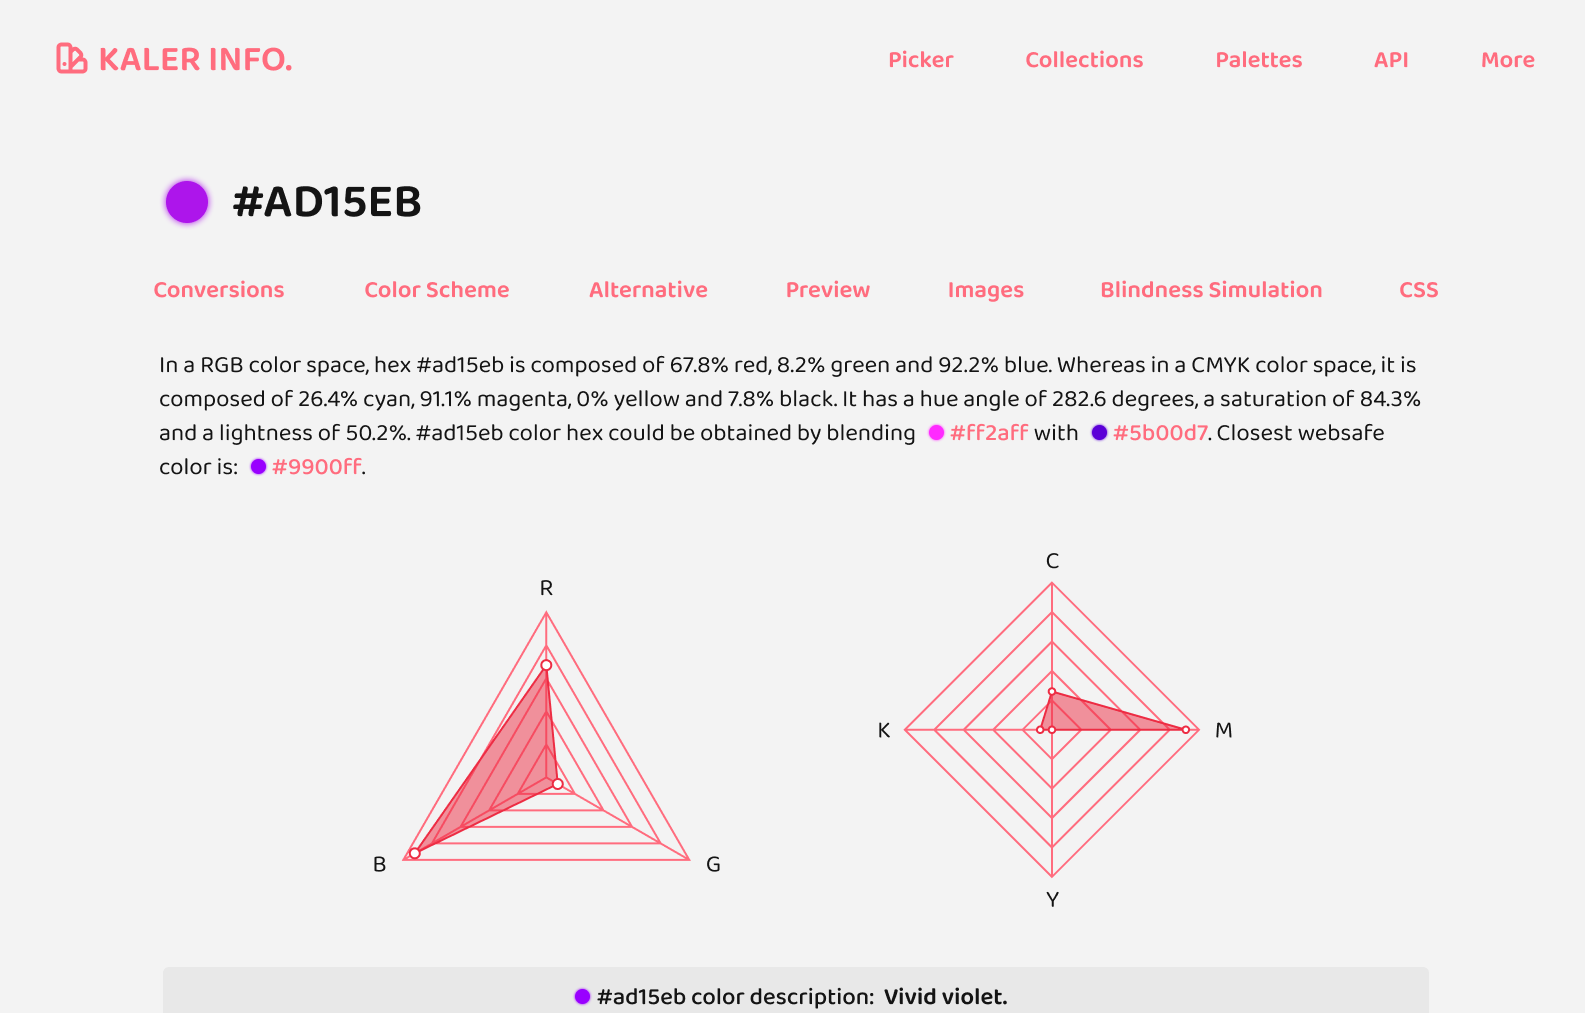 KALER INFO.
Picker Collections Palettes API More
#AD15EB
Conversions Color Scheme Alternative Preview Images Blindness Simulation CSS
In a RGB color space, hex #ad15eb is composed of 67.8% red, 8.2% green and 92.2% blue. Whereas in a CMYK color space, it is
composed of 26.4% cyan, 91.1% magenta, 0% yellow and 7.8% black. It has a hue angle of 282.6 degrees, a saturation of 84.3%
and a lightness of 50.2%. #ad15eb color hex could be obtained by blending #ff2aff with #5b00d7. Closest websafe
color is: #9900ff.
R
B
G
C
K
M
Y
#ad15eb color description: Vivid violet.